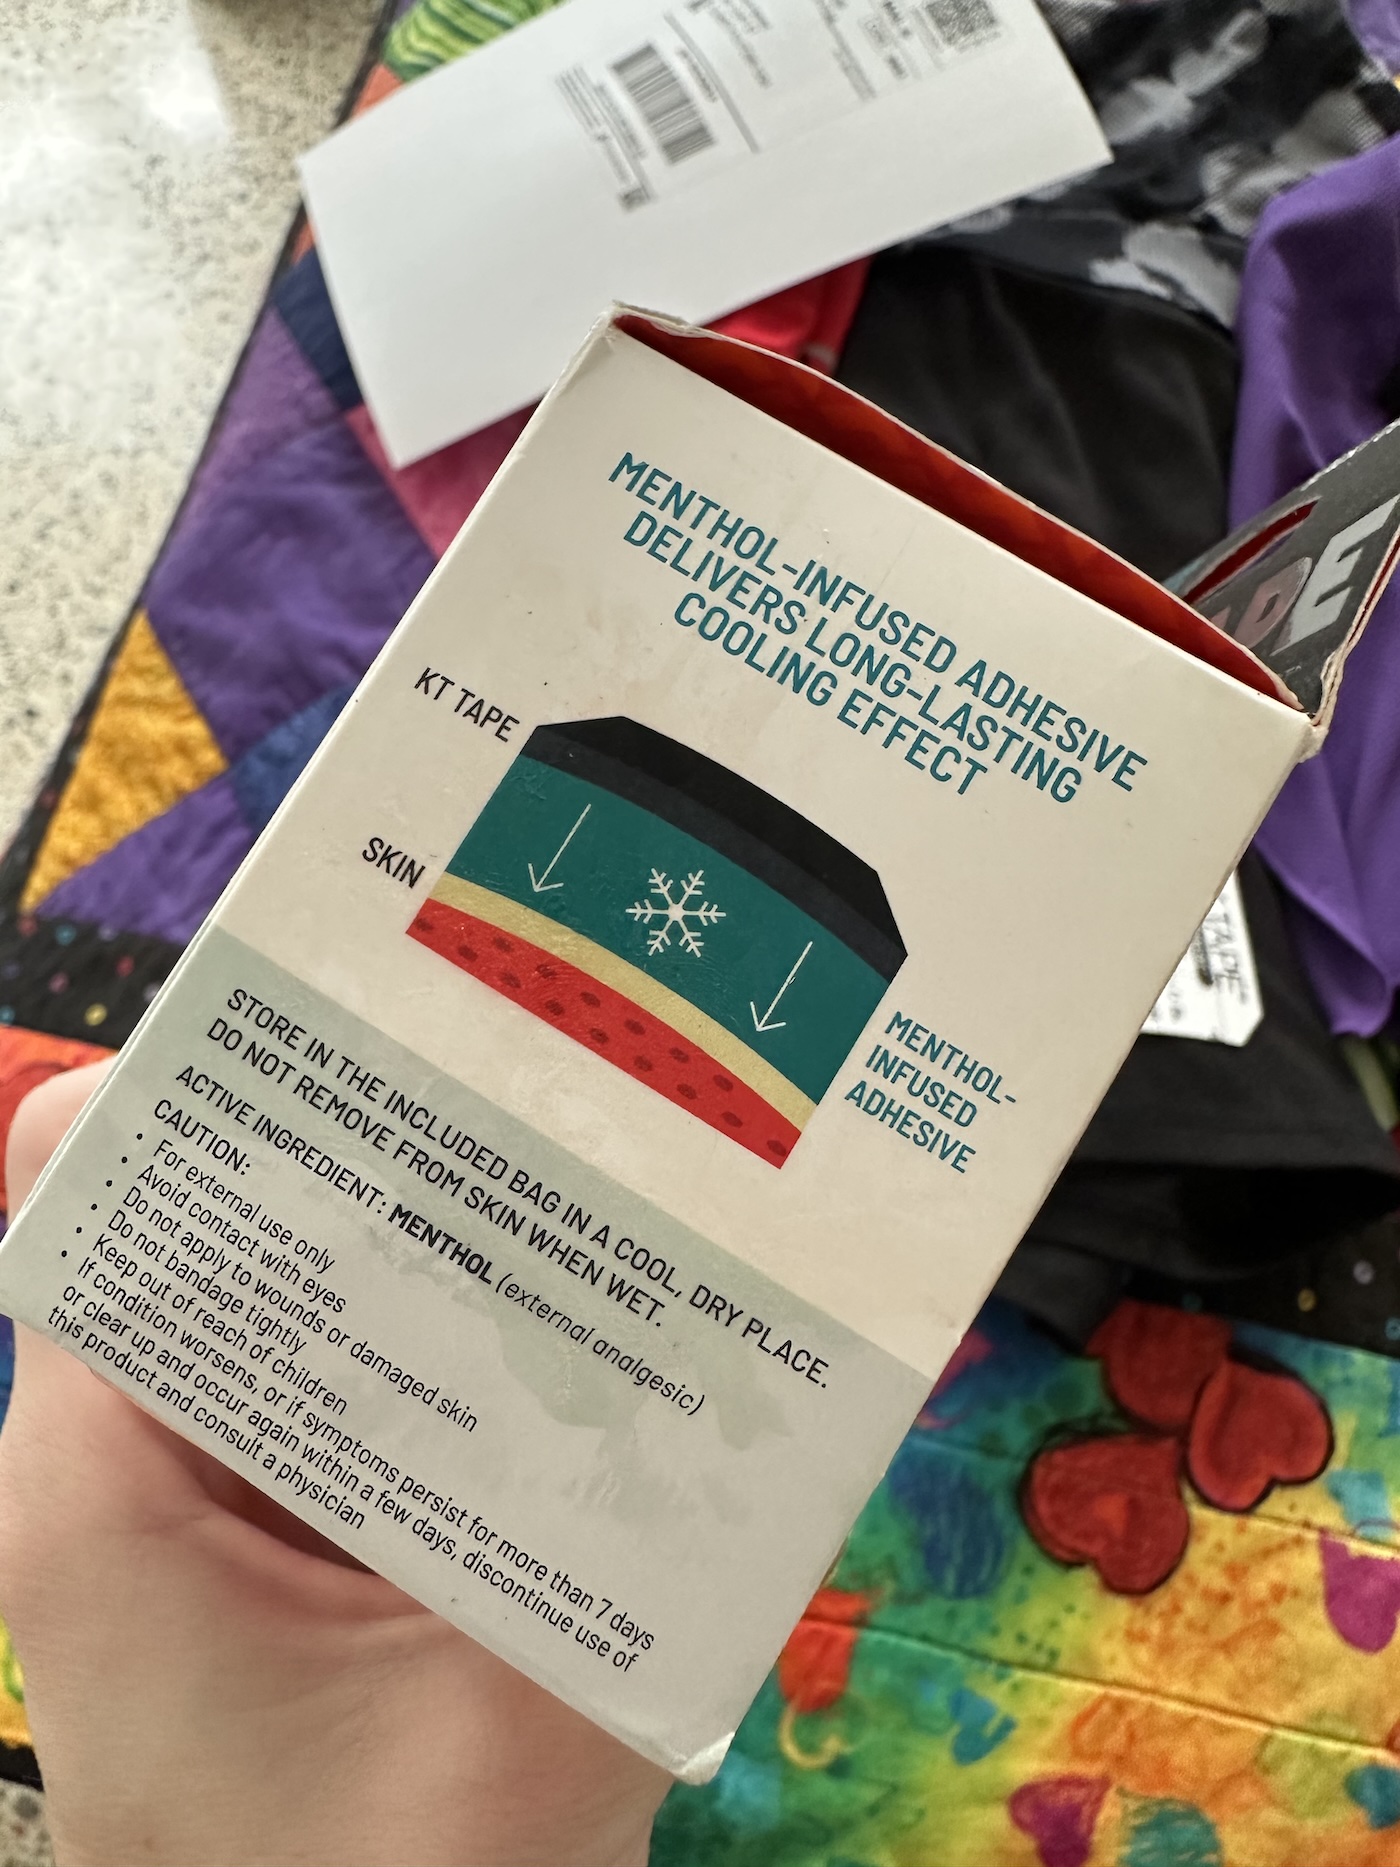 MENTHOL-INFUSED ADHESIVE
DELIVERS LONG-LASTING
COOLING EFFECT
KT TAPE
SKIN
MENTHOL-
INFUSED
ADHESIVE
STORE IN THE INCLUDED BAG IN A COOL, DRY PLACE.
DO NOT REMOVE FROM SKIN WHEN WET.
ACTIVE INGREDIENT: MENTHOL (external analgesic)
CAUTION:
• For external use only
• Avoid contact with eyes
• Do not apply to wounds or damaged skin
• Do not bandage tightly
• Keep out of reach of children
• If condition worsens, or if symptoms persist for more than 7 days
or clear up and occur again within a few days, discontinue use of
this product and consult a physician
TAPE